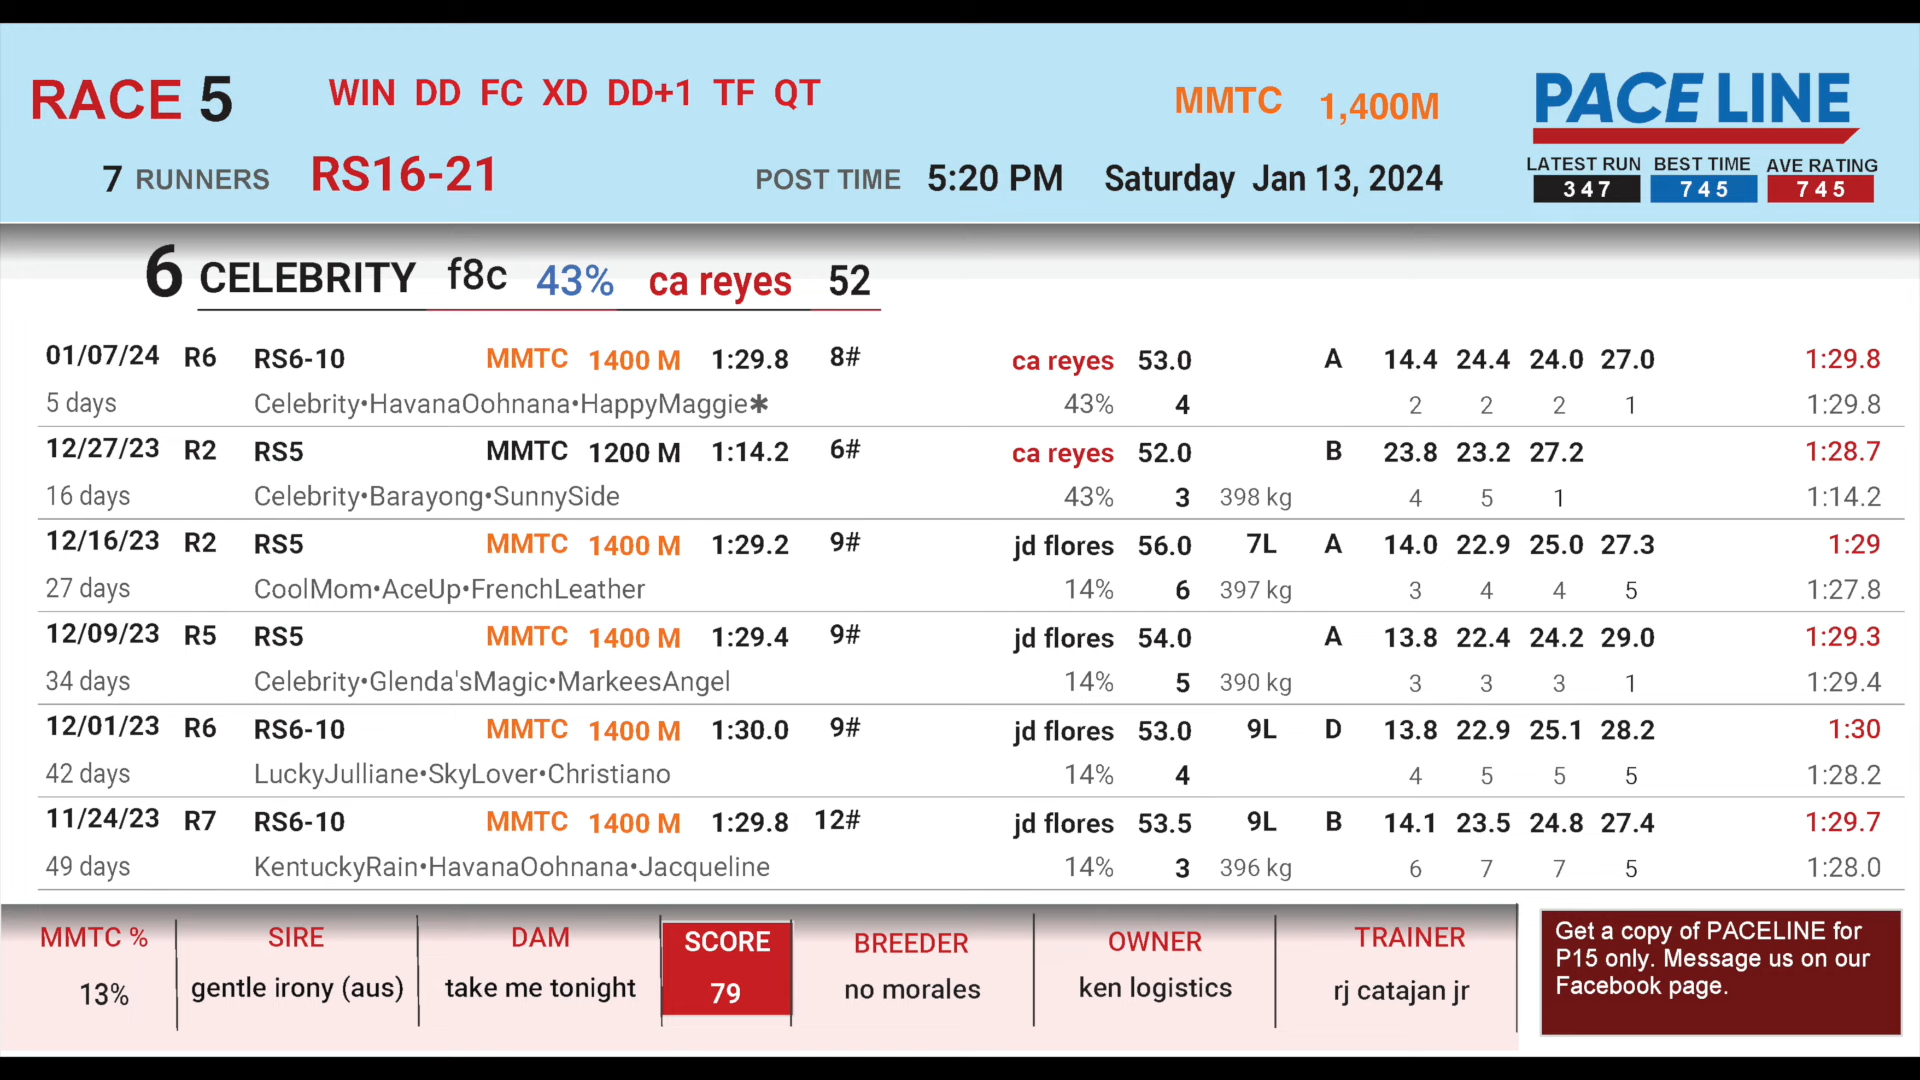 RACE 5 WIN DD FC XD DD+1 TF QT MMTC 1,400M PACE LINE
7 RUNNERS RS16-21 POST TIME 5:20 PM Saturday Jan 13, 2024
LATEST RUN BEST TIME AVE RATING
3 4 7 7 4 5 7 4 5
6 CELEBRITY f8c 43% ca reyes 52
01/07/24 R6 RS6-10 MMTC 1400 M 1:29.8 8# ca reyes 53.0 A 14.4 24.4 24.0 27.0 1:29.8
5 days Celebrity•HavanaOohnana•HappyMaggie✱ 43% 4 2 2 2 1 1:29.8
12/27/23 R2 RS5 MMTC 1200 M 1:14.2 6# ca reyes 52.0 B 23.8 23.2 27.2 1:28.7
16 days Celebrity•Barayong•SunnySide 43% 3 398 kg 4 5 1 1:14.2
12/16/23 R2 RS5 MMTC 1400 M 1:29.2 9# jd flores 56.0 7L A 14.0 22.9 25.0 27.3 1:29
27 days CoolMom•AceUp•FrenchLeather 14% 6 397 kg 3 4 4 5 1:27.8
12/09/23 R5 RS5 MMTC 1400 M 1:29.4 9# jd flores 54.0 A 13.8 22.4 24.2 29.0 1:29.3
34 days Celebrity•Glenda'sMagic•MarkeesAngel 14% 5 390 kg 3 3 3 1 1:29.4
12/01/23 R6 RS6-10 MMTC 1400 M 1:30.0 9# jd flores 53.0 9L D 13.8 22.9 25.1 28.2 1:30
42 days LuckyJulliane•SkyLover•Christiano 14% 4 4 5 5 5 1:28.2
11/24/23 R7 RS6-10 MMTC 1400 M 1:29.8 12# jd flores 53.5 9L B 14.1 23.5 24.8 27.4 1:29.7
49 days KentuckyRain•HavanaOohnana•Jacqueline 14% 3 396 kg 6 7 7 5 1:28.0
MMTC % SIRE DAM SCORE BREEDER OWNER TRAINER
13% gentle irony (aus) take me tonight 79 no morales ken logistics rj catajan jr
Get a copy of PACELINE for
P15 only. Message us on our
Facebook page.